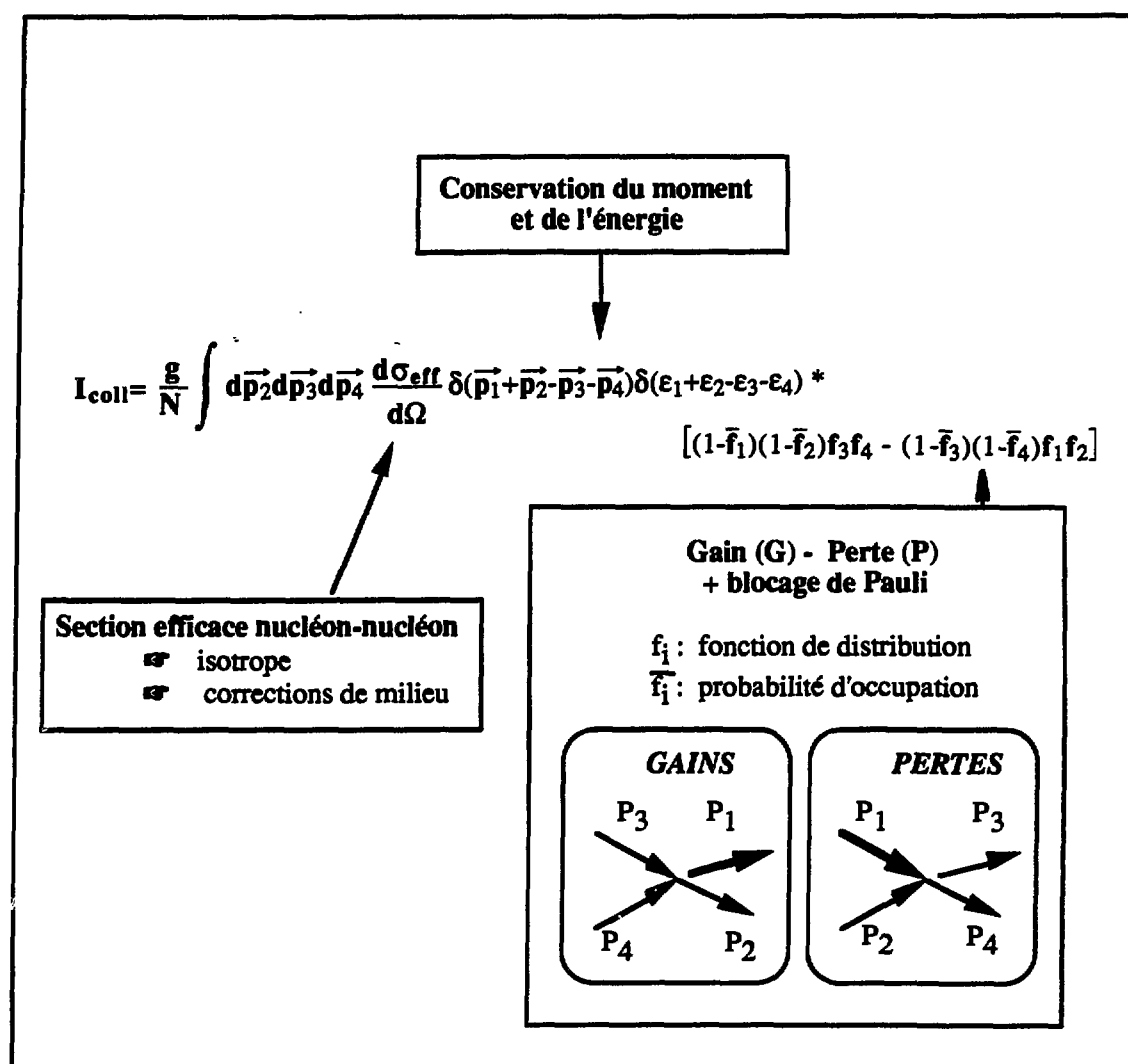 Conservation du moment
et de l'énergie
I_coll= g/N ∫ dp⃗₂dp⃗₃dp⃗₄ dσ_eff/dΩ δ(p⃗₁+p⃗₂-p⃗₃-p⃗₄)δ(ε₁+ε₂-ε₃-ε₄) *
[(1-f̄₁)(1-f̄₂)f₃f₄ - (1-f̄₃)(1-f̄₄)f₁f₂]
Section efficace nucléon-nucléon
☞ isotrope
☞ corrections de milieu
Gain (G) - Perte (P)
+ blocage de Pauli
f_i : fonction de distribution
f̄_i : probabilité d'occupation
GAINS
P₃ P₁
P₄ P₂
PERTES
P₁ P₃
P₂ P₄